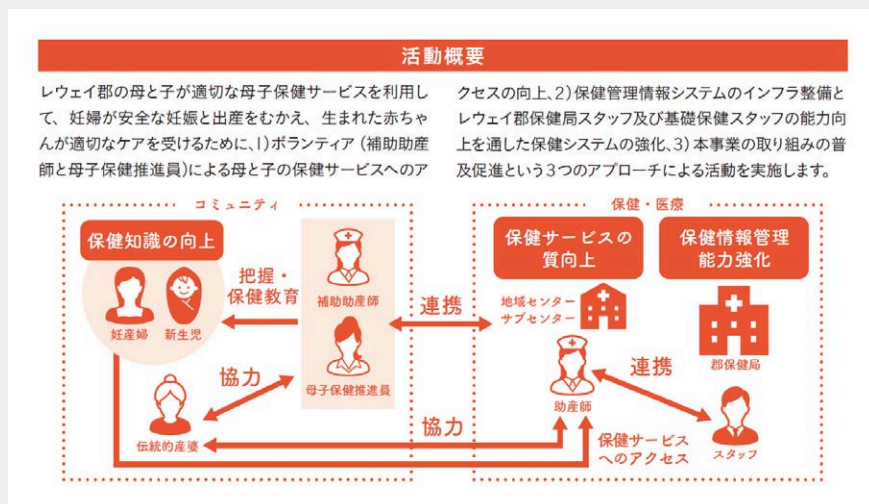 活動概要
レウェイ郡の母と子が適切な母子保健サービスを利用し
て、妊婦が安全な妊娠と出産をむかえ、生まれた赤ちゃ
んが適切なケアを受けるために、1)ボランティア (補助助産
師と母子保健推進員)による母と子の保健サービスへのア
クセスの向上、2)保健管理情報システムのインフラ整備と
レウェイ郡保健局スタッフ及び基礎保健スタッフの能力向
上を通した保健システムの強化、3) 本事業の取り組みの普
及促進という3つのアプローチによる活動を実施します。
コミュニティ
保健知識の向上
妊産婦
新生児
把握・
保健教育
補助助産師
母子保健推進員
協力
伝統的産婆
連携
協力
保健・医療
保健サービスの
質向上
保健情報管理
能力強化
地域センター
サブセンター
郡保健局
連携
助産師
スタッフ
保健サービス
へのアクセス